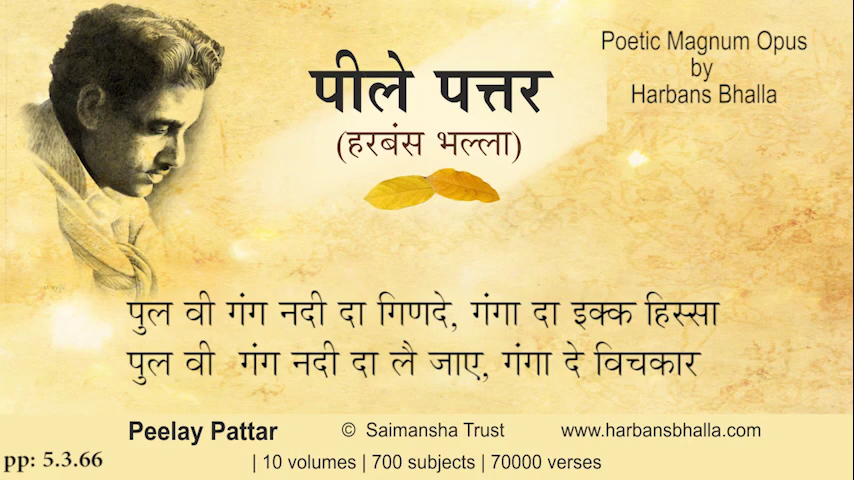 पीले पत्तर
(हरबंस भल्ला)
Poetic Magnum Opus
by
Harbans Bhalla
पुल वी गंग नदी दा गिणदे, गंगा दा इक्क हिस्सा
पुल वी गंग नदी दा लै जाए, गंगा दे विचकार
Peelay Pattar © Saimansha Trust www.harbansbhalla.com
pp: 5.3.66 | 10 volumes | 700 subjects | 70000 verses